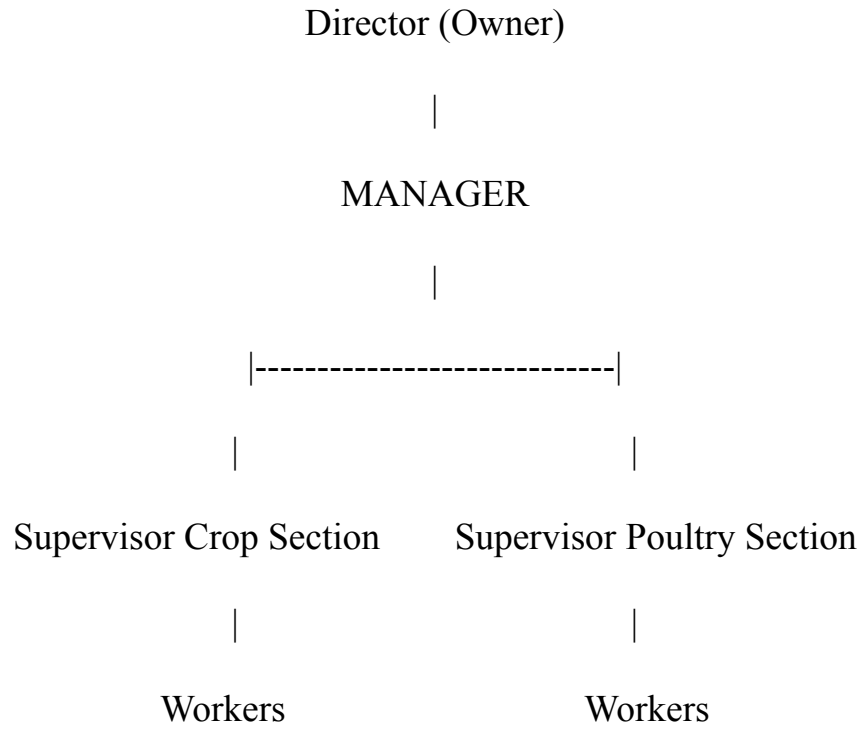 Director (Owner)
|
MANAGER
|
|-----------------------------|
| |
Supervisor Crop Section Supervisor Poultry Section
| |
Workers Workers